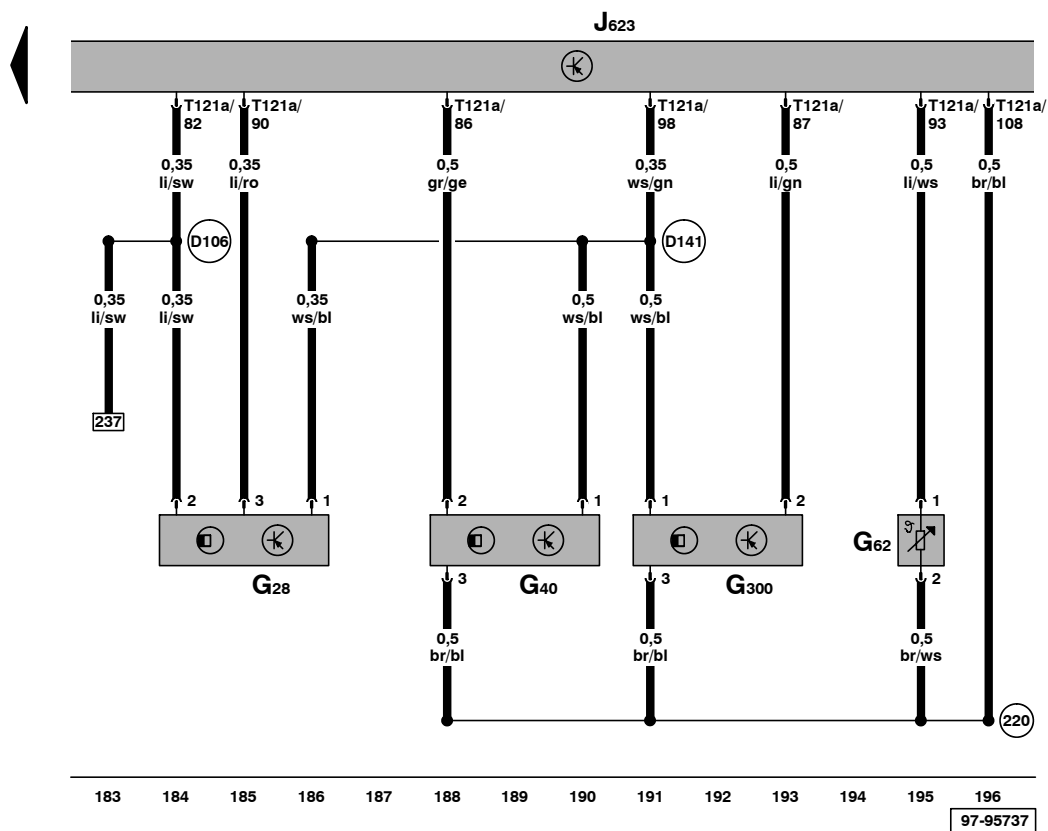 J623
T121a/ T121a/ T121a/ T121a/ T121a/ T121a/ T121a/
82 90 86 98 87 93 108
0,35 0,35 0,5 0,35 0,5 0,5 0,5
li/sw li/ro gr/ge ws/gn li/gn li/ws br/bl
D106 D141
0,35 0,35 0,35 0,5 0,5
li/sw li/sw ws/bl ws/bl ws/bl
237
2 3 1 2 1 1 2 1
G62
G28 3 G40 3 G300 2
0,5 0,5 0,5
br/bl br/bl br/ws
220
183 184 185 186 187 188 189 190 191 192 193 194 195 196
97-95737